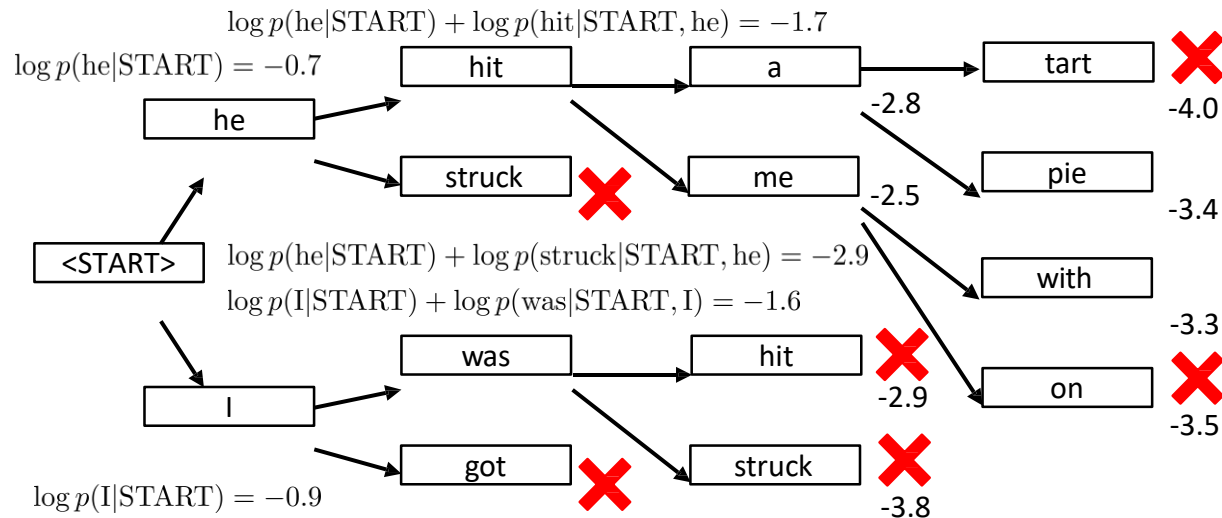 log p(he|START) + log p(hit|START, he) = −1.7
log p(he|START) = −0.7
hit
a
tart
-4.0
he
-2.8
struck
me
pie
-2.5
-3.4
<START>
log p(he|START) + log p(struck|START, he) = −2.9
with
log p(I|START) + log p(was|START, I) = −1.6
-3.3
was
hit
on
-2.9
I
-3.5
got
struck
log p(I|START) = −0.9
-3.8